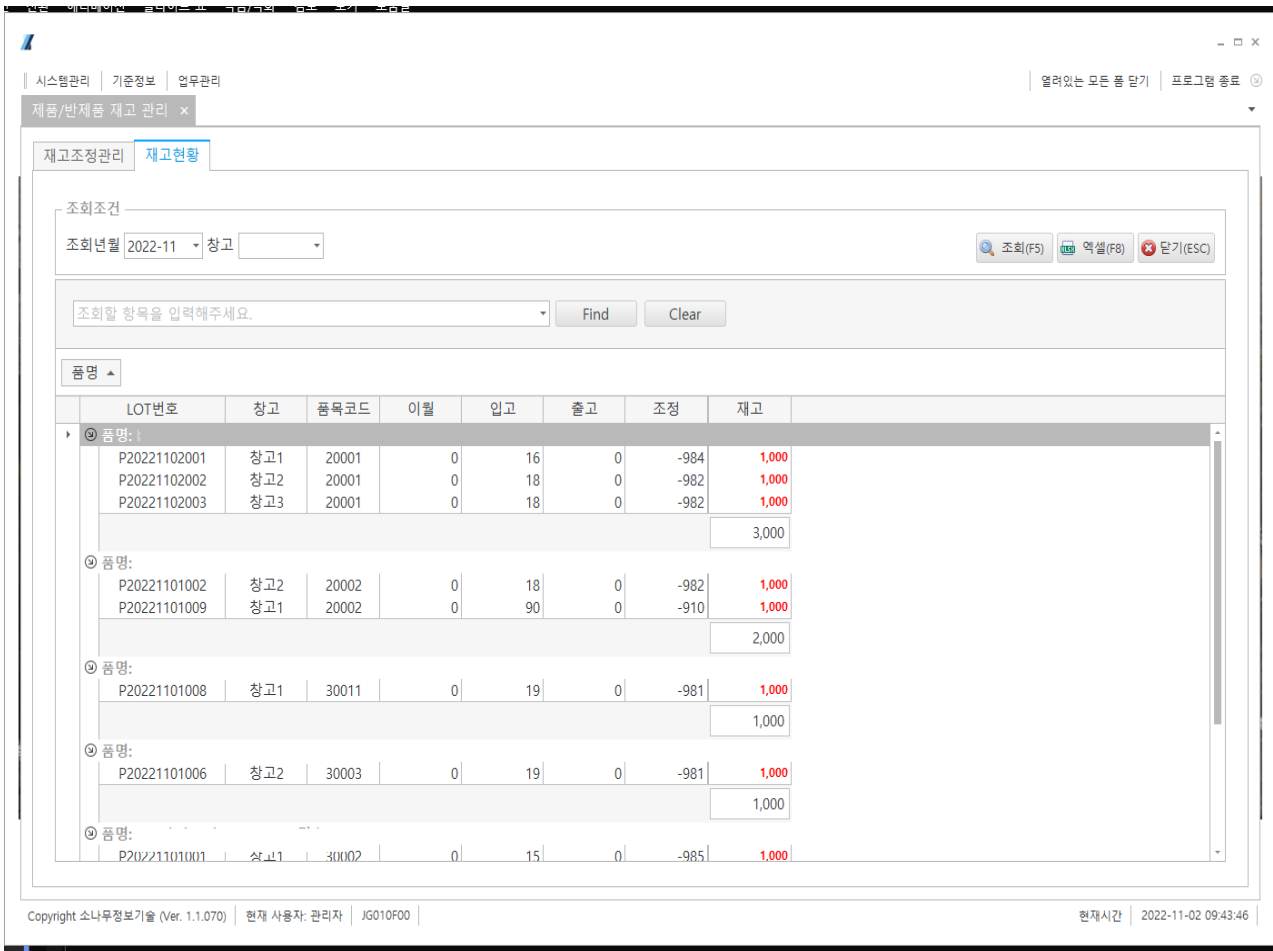 시스템관리 기준정보 업무관리 열려있는 모든 폼 닫기 프로그램 종료
제품/반제품 재고 관리 ×
재고조정관리 재고현황
조회조건
조회년월 2022-11 창고 조회(F5) 엑셀(F8) 닫기(ESC)
조회할 항목을 입력해주세요. Find Clear
품명
LOT번호 창고 품목코드 이월 입고 출고 조정 재고
품명:
P20221102001 창고1 20001 0 16 0 -984 1,000
P20221102002 창고2 20001 0 18 0 -982 1,000
P20221102003 창고3 20001 0 18 0 -982 1,000
3,000
품명:
P20221101002 창고2 20002 0 18 0 -982 1,000
P20221101009 창고1 20002 0 90 0 -910 1,000
2,000
품명:
P20221101008 창고1 30011 0 19 0 -981 1,000
1,000
품명:
P20221101006 창고2 30003 0 19 0 -981 1,000
1,000
품명:
P20221101001 창고1 30002 0 15 0 -985 1,000
Copyright 소나무정보기술 (Ver. 1.1.070) 현재 사용자: 관리자 JG010F00 현재시간 2022-11-02 09:43:46